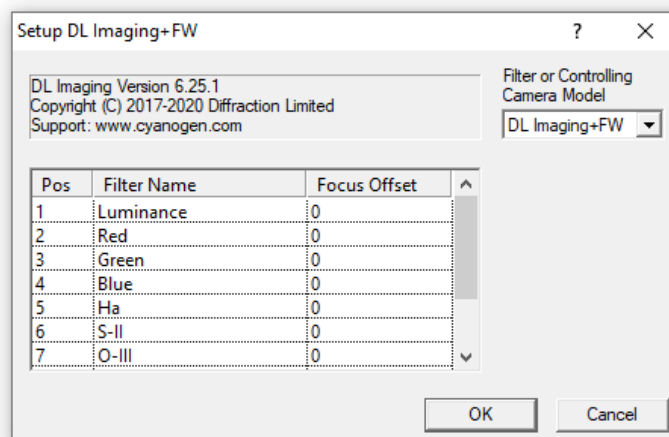 Setup DL Imaging+FW ? X
DL Imaging Version 6.25.1
Copyright (C) 2017-2020 Diffraction Limited
Support: www.cyanogen.com
Filter or Controlling
Camera Model
DL Imaging+FW
Pos Filter Name Focus Offset
1 Luminance 0
2 Red 0
3 Green 0
4 Blue 0
5 Ha 0
6 S-II 0
7 O-III 0
OK Cancel